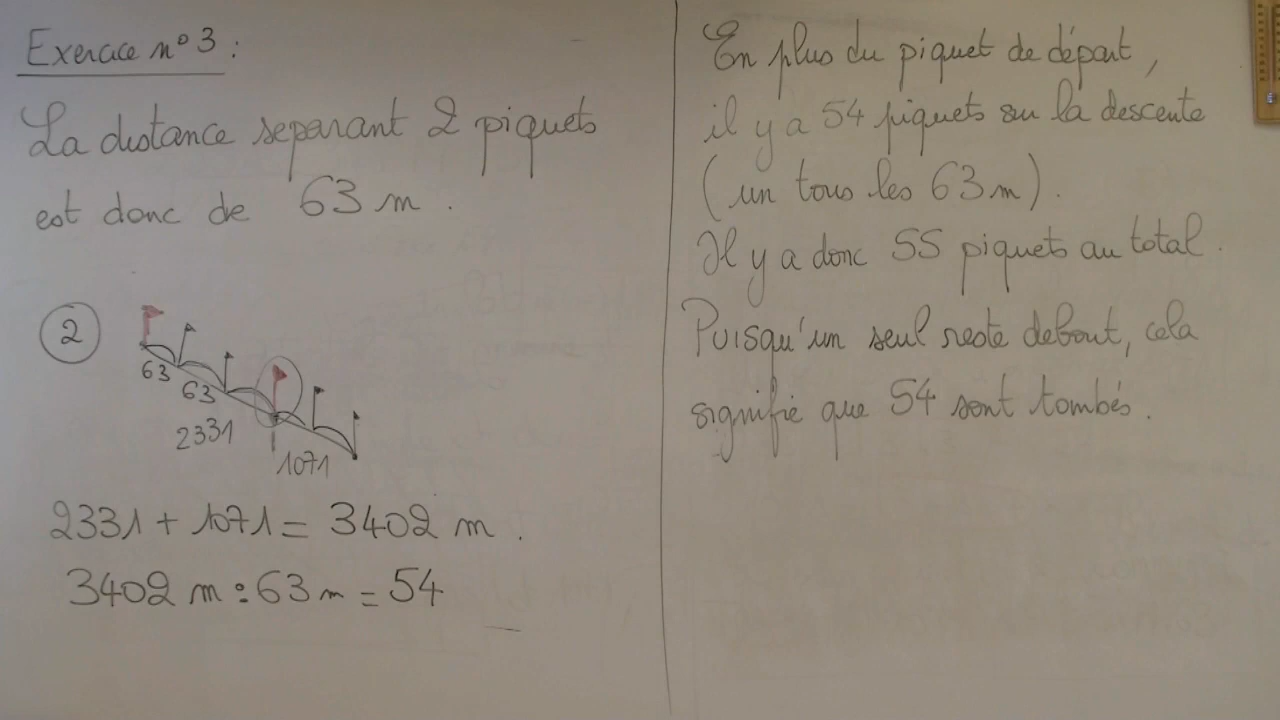 Exercice n° 3 :
La distance séparant 2 piquets
est donc de 63 m .
2
63
63
2331
1071
2331 + 1071 = 3402 m .
3402 m : 63 m = 54
En plus du piquet de départ ,
il y a 54 piquets sur la descente
( un tous les 63 m ) .
Il y a donc 55 piquets au total .
Puisqu'un seul reste debout, cela
signifie que 54 sont tombés .